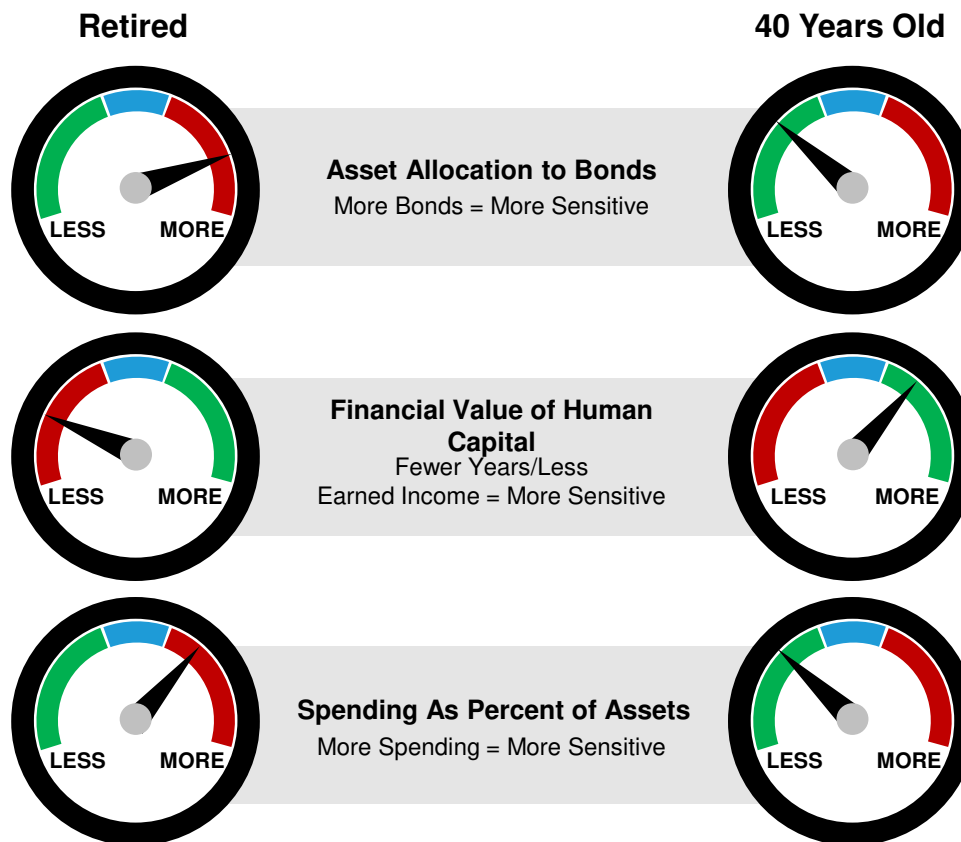 Retired
40 Years Old
Asset Allocation to Bonds
More Bonds = More Sensitive
LESS MORE
LESS MORE
Financial Value of Human
Capital
Fewer Years/Less
Earned Income = More Sensitive
LESS MORE
LESS MORE
Spending As Percent of Assets
More Spending = More Sensitive
LESS MORE
LESS MORE